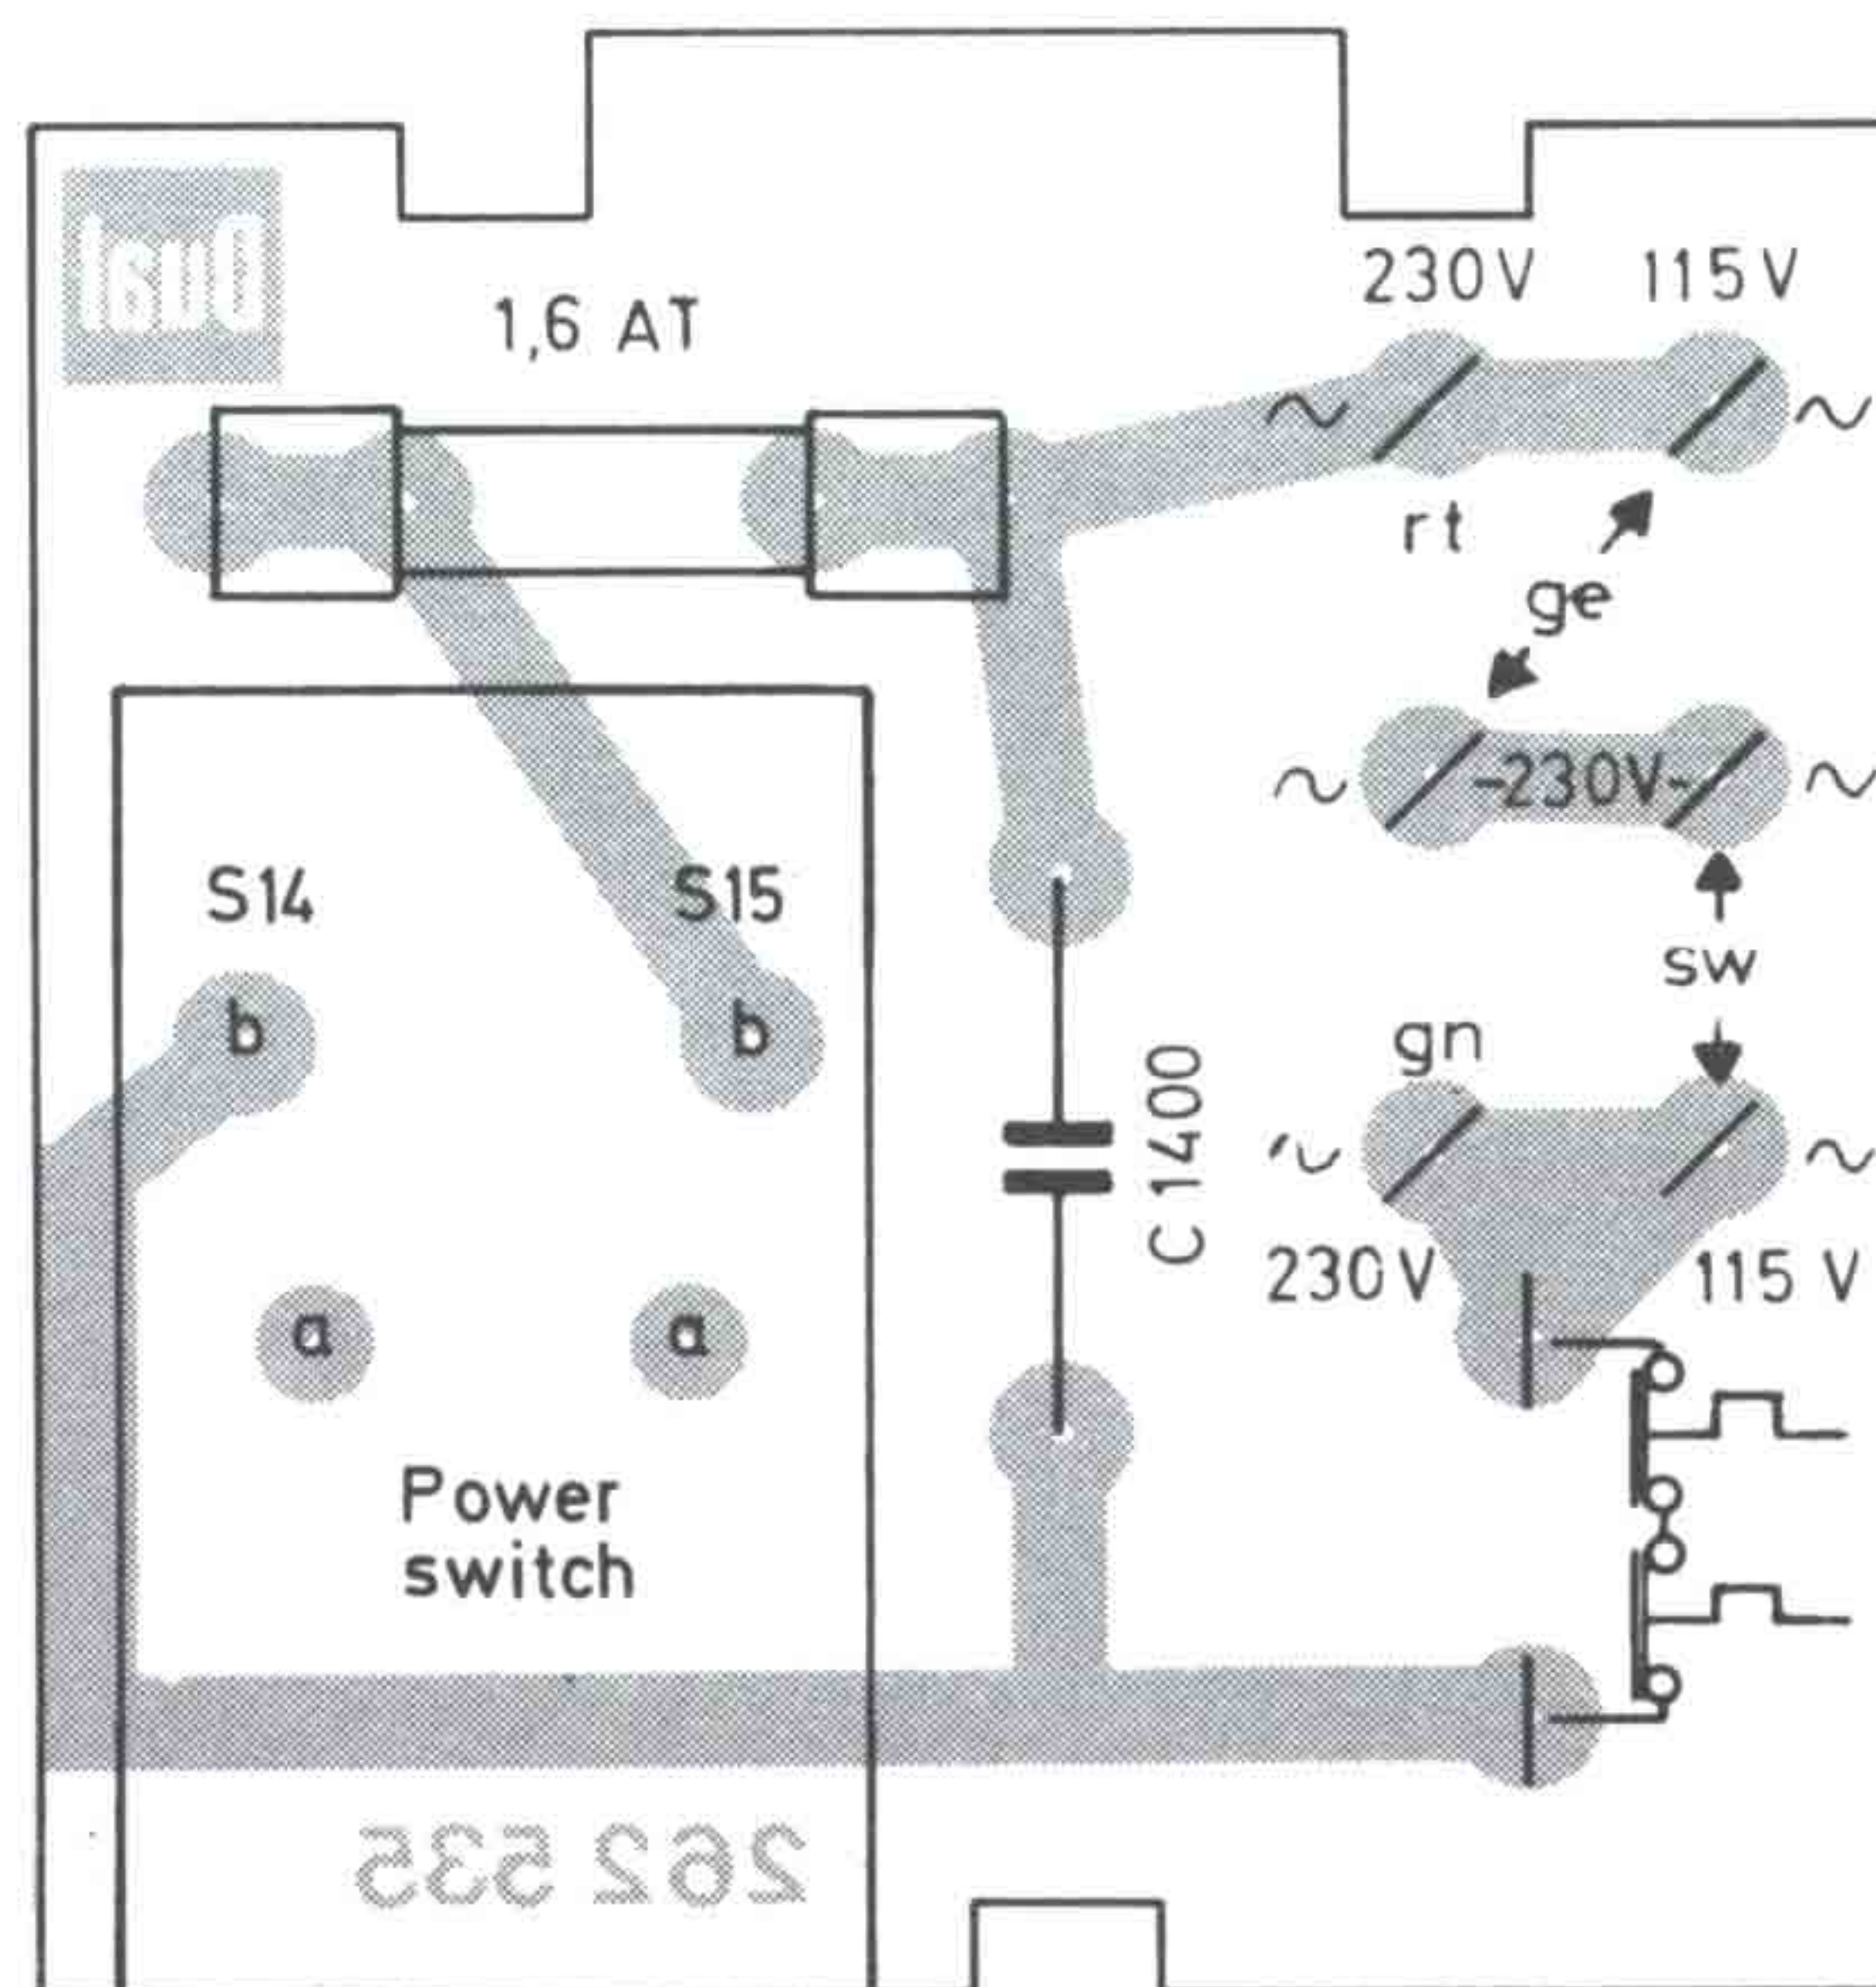 Dual
230V 115V
1,6 AT
~ ~
rt
ge
~ -230V- ~
S14 S15
sw
b b
gn
C 1400
~ ~
230V 115 V
a a
Power
switch
262 535